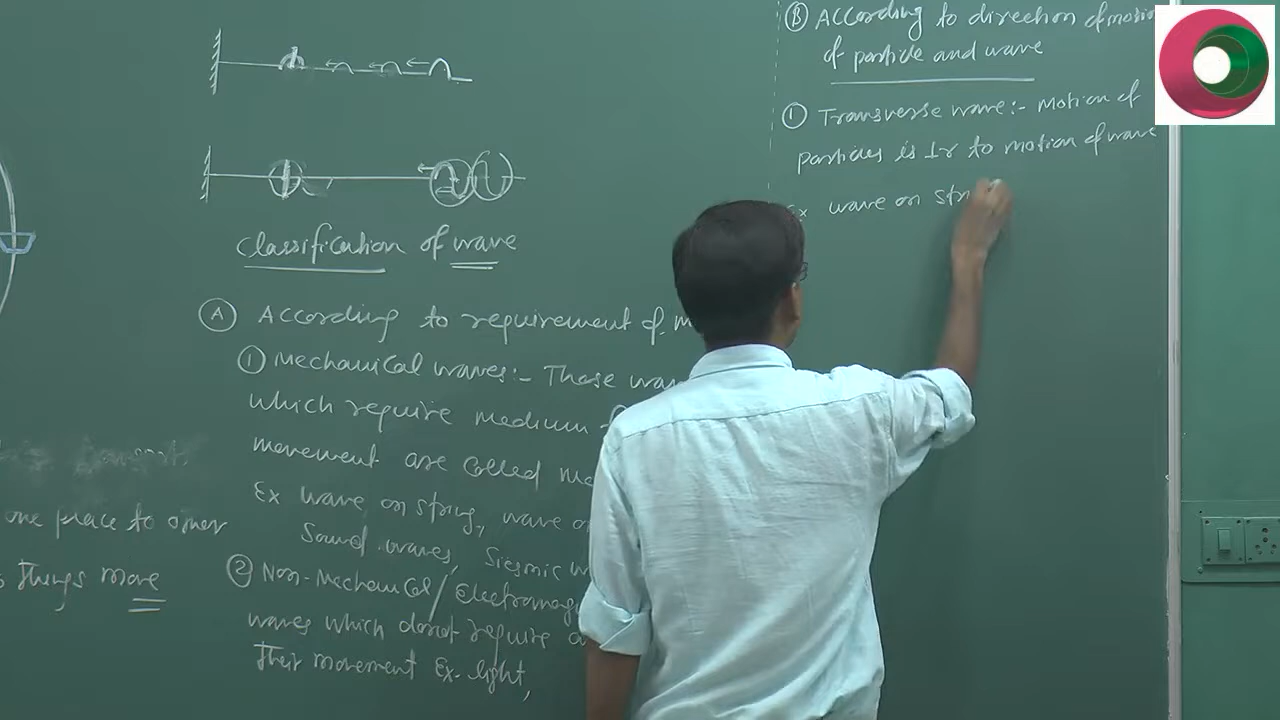 Classification of wave
Ⓐ According to requirement of M
① Mechanical waves:- Those wav
which require medium
movement are called me
Ex wave on string, wave o
Sound waves, Siesmic w
② Non-Mechanical/Electromag
waves which donot require a
their movement Ex. light,
one place to other
things move
Ⓑ According to direction of motion
of particle and wave
① Transverse wave:- Motion of
particles is ⊥r to motion of wave
Ex wave on str